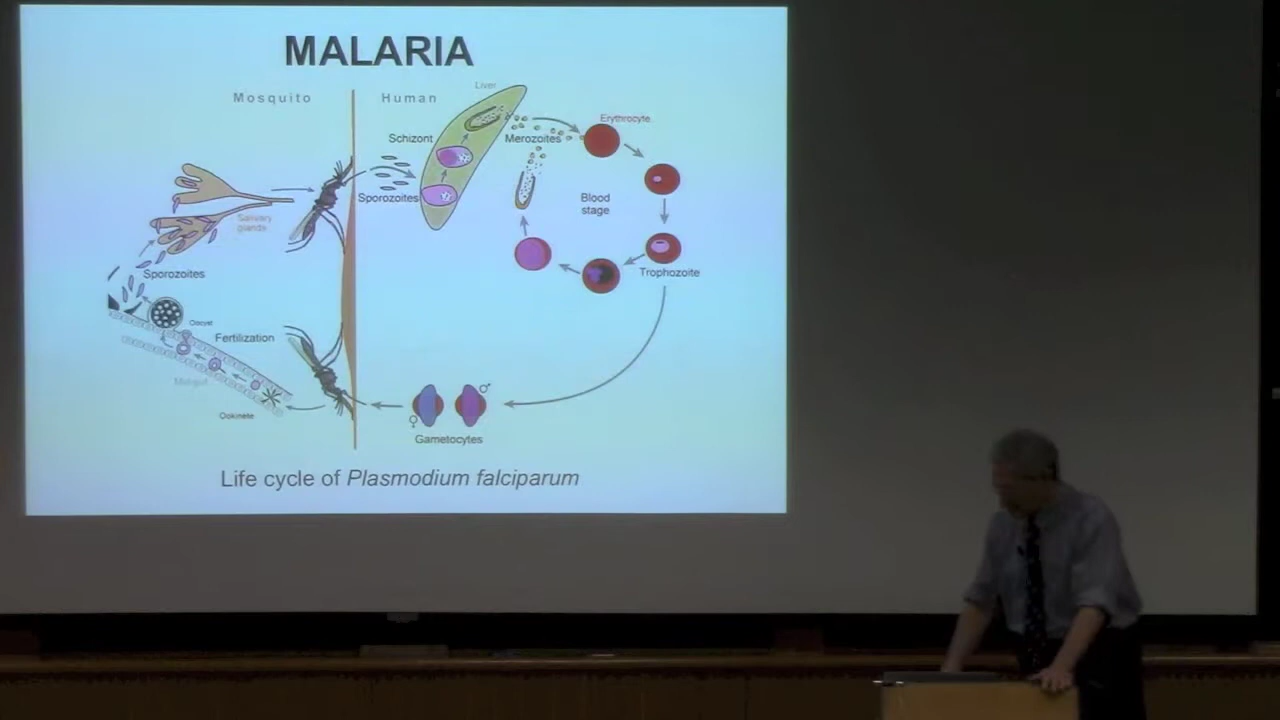 MALARIA
Mosquito
Human
Liver
Schizont
Merozoites
Erythrocyte
Sporozoites
Blood
stage
Salivary
glands
Sporozoites
Trophozoite
Oocyst
Fertilization
Midgut
Ookinete
♀
♂
Gametocytes
Life cycle of Plasmodium falciparum